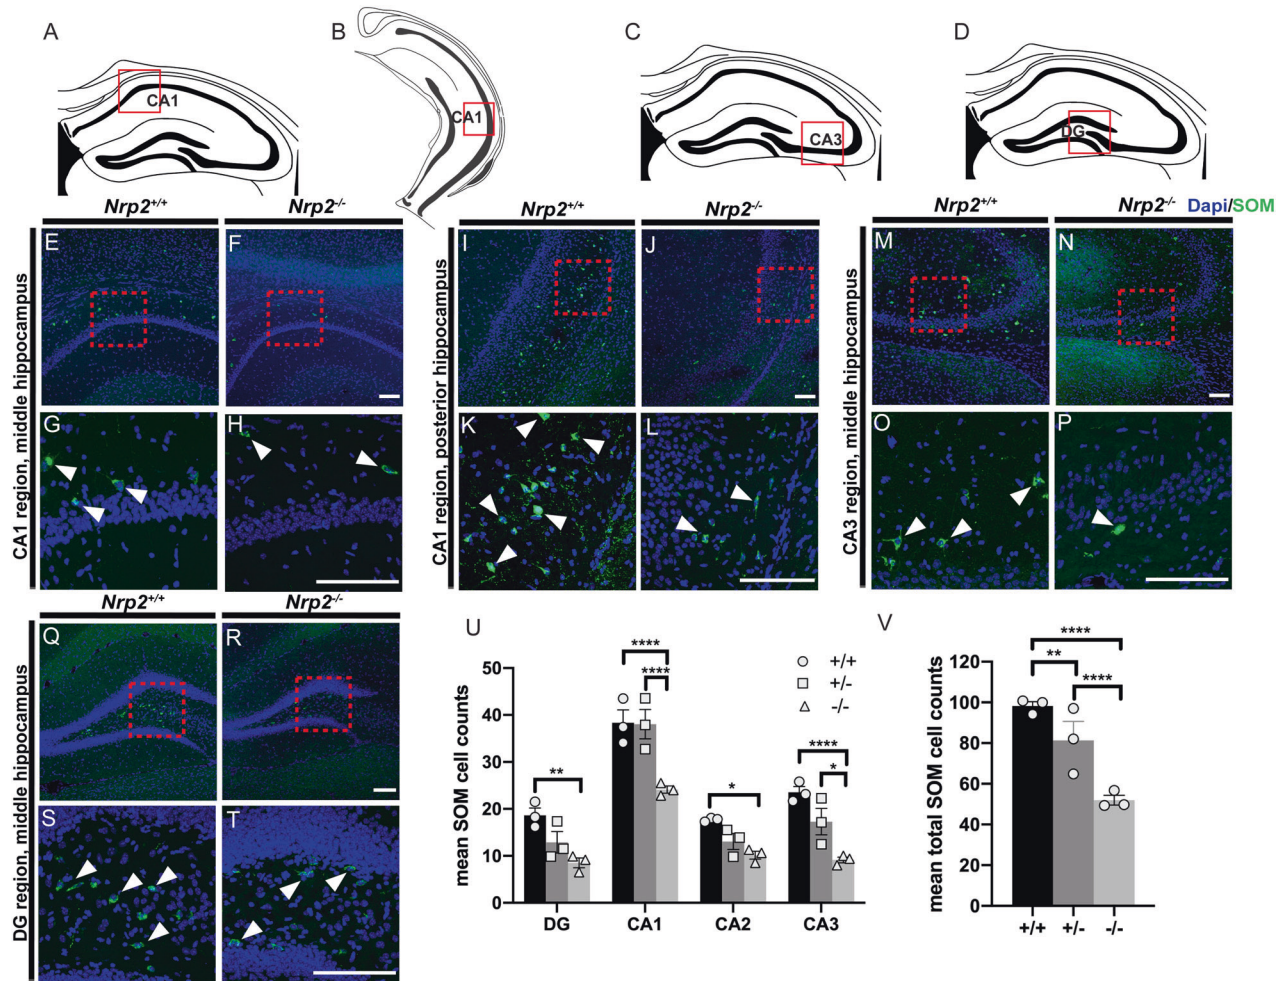 A
B
C
D
CA1
CA1
CA3
DG
Nrp2+/+
Nrp2-/-
Nrp2+/+
Nrp2-/-
Nrp2+/+
Nrp2-/-
Dapi/SOM
CA1 region, middle hippocampus
E
F
G
H
CA1 region, posterior hippocampus
I
J
K
L
CA3 region, middle hippocampus
M
N
O
P
Nrp2+/+
Nrp2-/-
DG region, middle hippocampus
Q
R
S
T
U
mean SOM cell counts
50
40
30
20
10
0
**
****
****
*
****
*
+/+
+/-
-/-
DG
CA1
CA2
CA3
V
mean total SOM cell counts
120
100
80
60
40
20
0
****
**
****
+/+
+/-
-/-